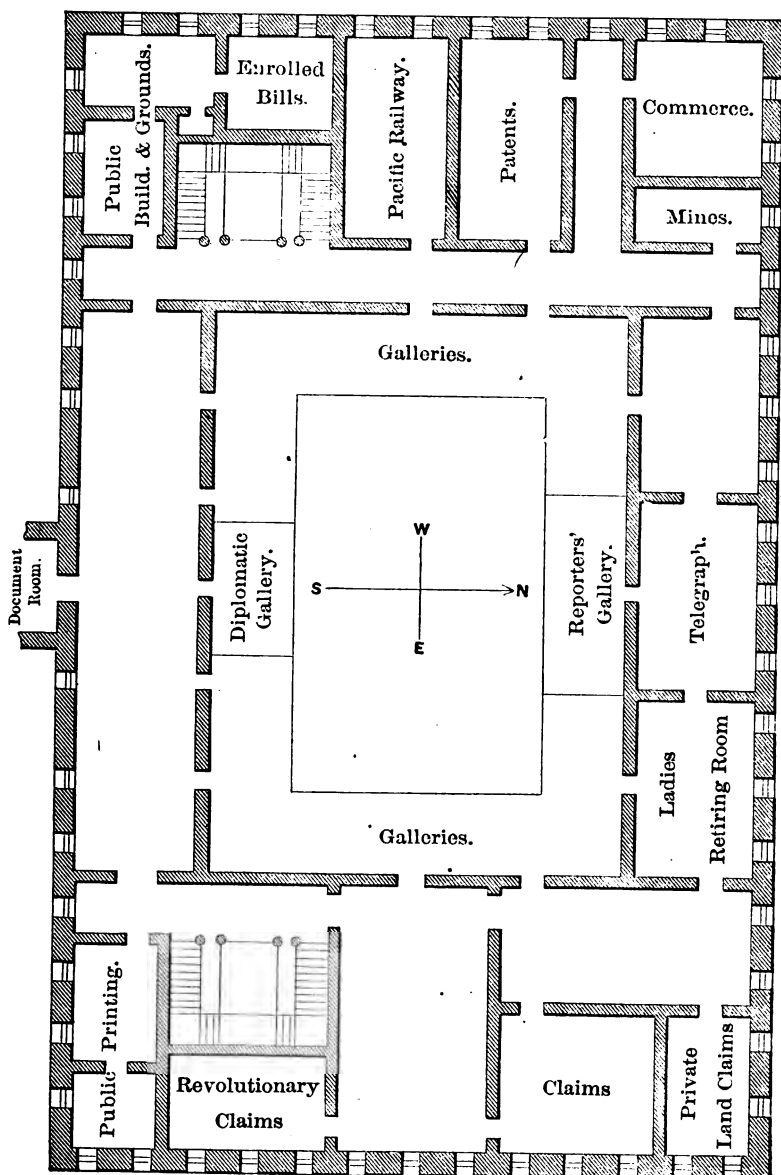 Enrolled
Bills.
Public
Build. & Grounds.
Pacific Railway.
Patents.
Commerce.
Mines.
Galleries.
Document
Room.
Diplomatic
Gallery.
W
S
N
E
Reporters'
Gallery.
Telegraph.
Ladies
Retiring Room
Galleries.
Public Printing.
Revolutionary
Claims
Claims
Private
Land Claims